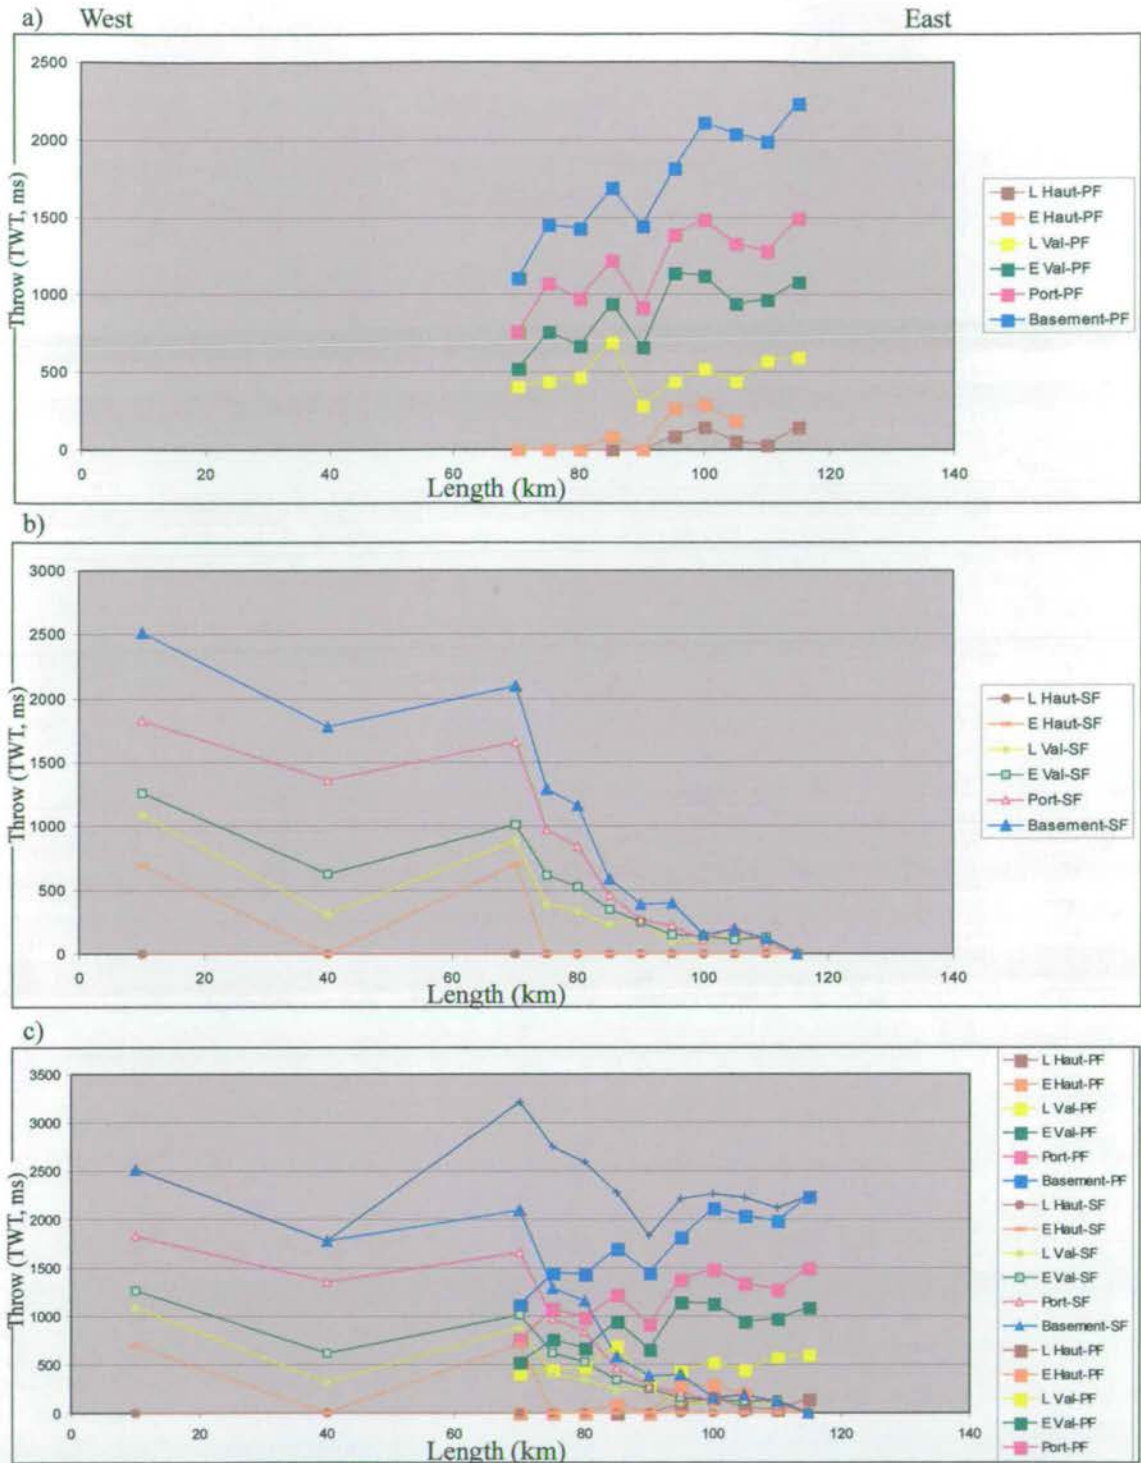 a) West East
2500
2000
1500
1000
500
0
Throw (TWT, ms)
0 20 40 60 80 100 120 140
Length (km)
L Haut-PF
E Haut-PF
L Val-PF
E Val-PF
Port-PF
Basement-PF
b)
3000
2500
2000
1500
1000
500
0
Throw (TWT, ms)
0 20 40 60 80 100 120 140
Length (km)
L Haut-SF
E Haut-SF
L Val-SF
E Val-SF
Port-SF
Basement-SF
c)
3500
3000
2500
2000
1500
1000
500
0
Throw (TWT, ms)
0 20 40 60 80 100 120 140
Length (km)
L Haut-PF
E Haut-PF
L Val-PF
E Val-PF
Port-PF
Basement-PF
L Haut-SF
E Haut-SF
L Val-SF
E Val-SF
Port-SF
Basement-SF
L Haut-PF
E Haut-PF
L Val-PF
E Val-PF
Port-PF